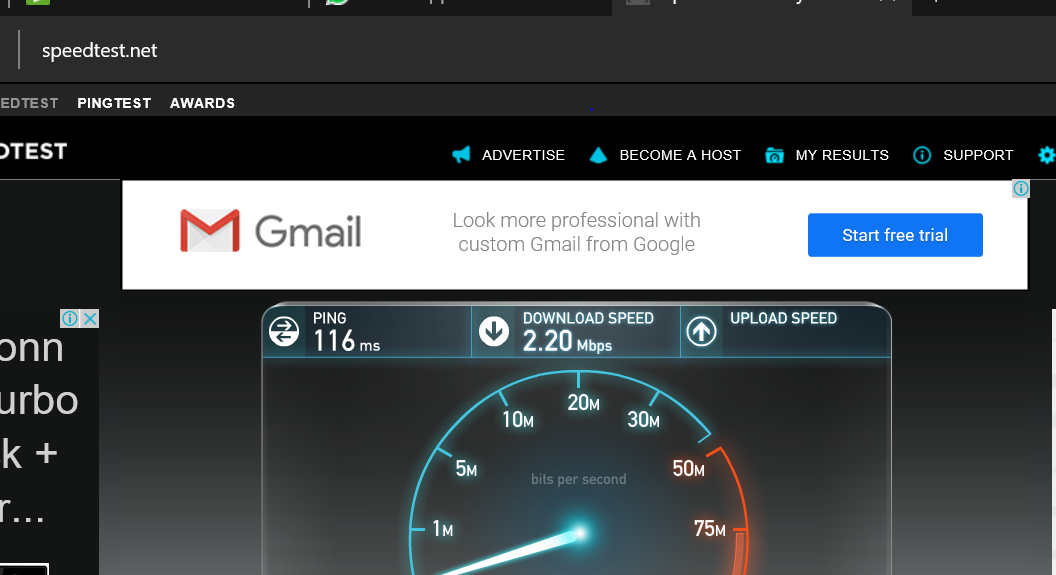 speedtest.net
EDTEST PINGTEST AWARDS
DTEST
ADVERTISE BECOME A HOST MY RESULTS SUPPORT
Gmail
Look more professional with
custom Gmail from Google
Start free trial
PING
116 ms
DOWNLOAD SPEED
2.20 Mbps
UPLOAD SPEED
onn
urbo
k +
r...
20M
10M
30M
5M
50M
bits per second
1M
75M